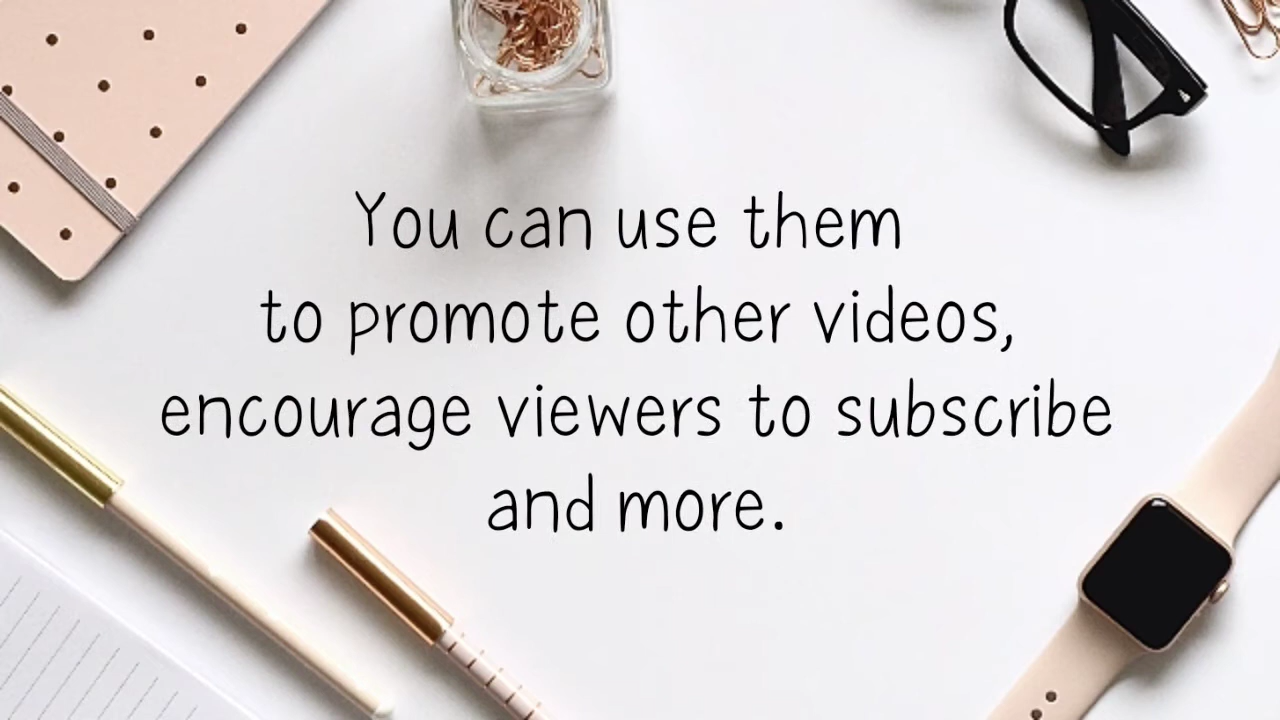 You can use them
to promote other videos,
encourage viewers to subscribe
and more.